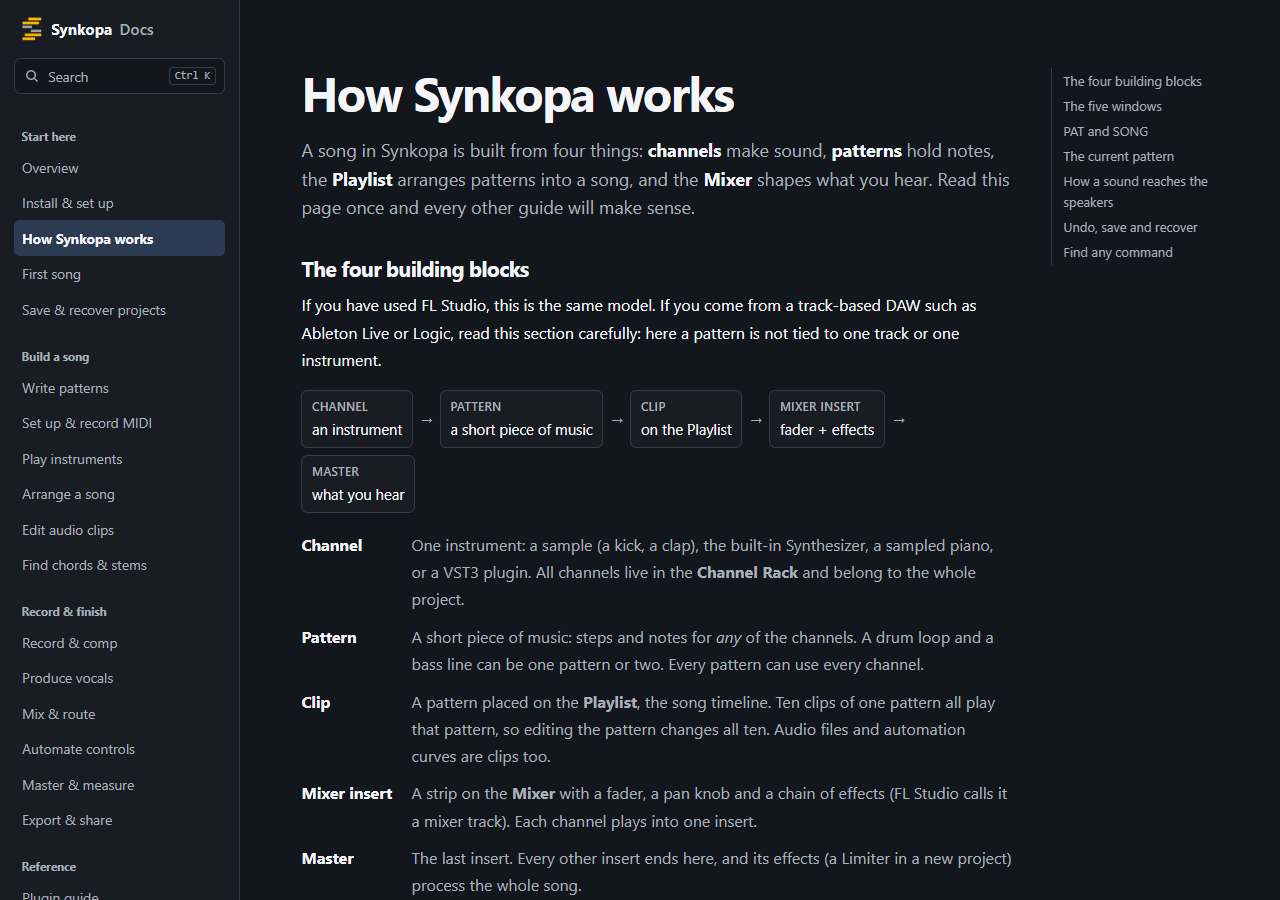 Synkopa Docs
Search
Ctrl K
Start here
Overview
Install & set up
How Synkopa works
First song
Save & recover projects
Build a song
Write patterns
Set up & record MIDI
Play instruments
Arrange a song
Edit audio clips
Find chords & stems
Record & finish
Record & comp
Produce vocals
Mix & route
Automate controls
Master & measure
Export & share
Reference
Plugin guide
How Synkopa works
A song in Synkopa is built from four things: channels make sound, patterns hold notes,
the Playlist arranges patterns into a song, and the Mixer shapes what you hear. Read this
page once and every other guide will make sense.
The four building blocks
If you have used FL Studio, this is the same model. If you come from a track-based DAW such as
Ableton Live or Logic, read this section carefully: here a pattern is not tied to one track or one
instrument.
CHANNEL
an instrument
→
PATTERN
a short piece of music
→
CLIP
on the Playlist
→
MIXER INSERT
fader + effects
→
MASTER
what you hear
Channel
One instrument: a sample (a kick, a clap), the built-in Synthesizer, a sampled piano,
or a VST3 plugin. All channels live in the Channel Rack and belong to the whole
project.
Pattern
A short piece of music: steps and notes for any of the channels. A drum loop and a
bass line can be one pattern or two. Every pattern can use every channel.
Clip
A pattern placed on the Playlist, the song timeline. Ten clips of one pattern all play
that pattern, so editing the pattern changes all ten. Audio files and automation
curves are clips too.
Mixer insert
A strip on the Mixer with a fader, a pan knob and a chain of effects (FL Studio calls it
a mixer track). Each channel plays into one insert.
Master
The last insert. Every other insert ends here, and its effects (a Limiter in a new project)
process the whole song.
The four building blocks
The five windows
PAT and SONG
The current pattern
How a sound reaches the
speakers
Undo, save and recover
Find any command